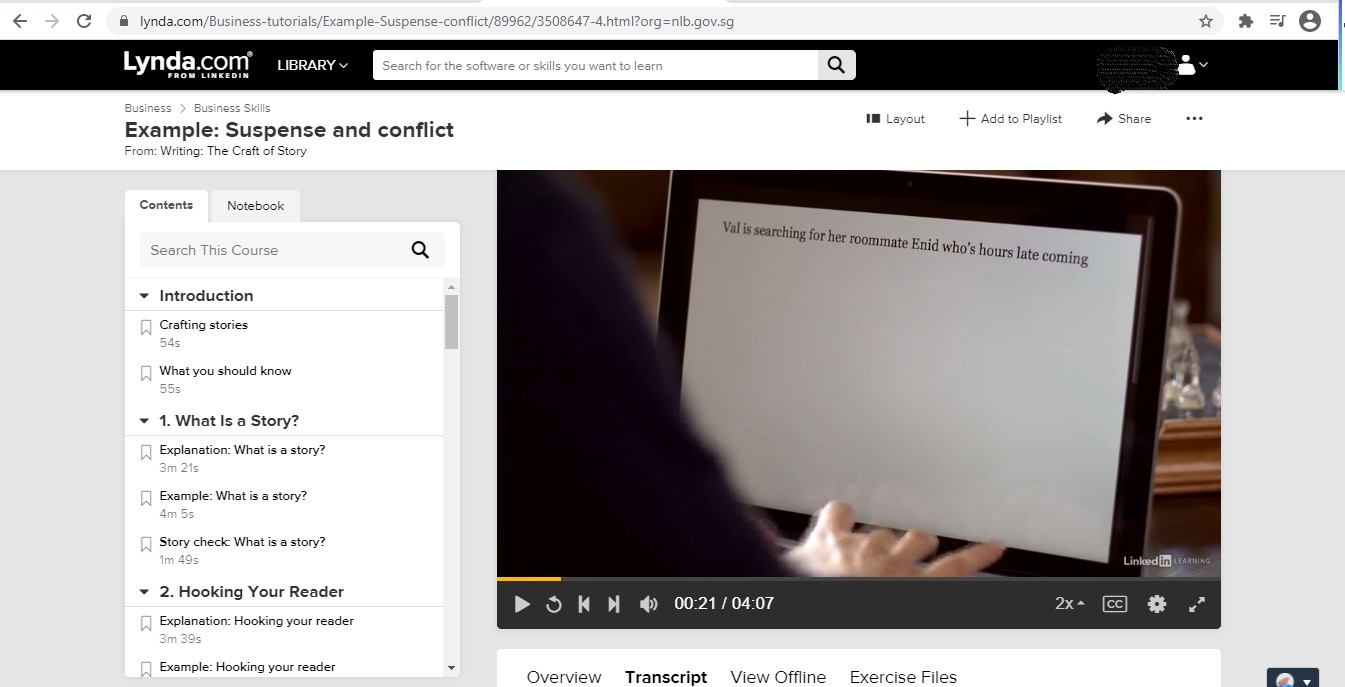 lynda.com/Business-tutorials/Example-Suspense-conflict/89962/3508647-4.html?org=nlb.gov.sg
Lynda.com®
FROM LINKEDIN
LIBRARY
Search for the software or skills you want to learn
Business > Business Skills
Example: Suspense and conflict
From: Writing: The Craft of Story
Layout
Add to Playlist
Share
Contents
Notebook
Search This Course
Introduction
Crafting stories
54s
What you should know
55s
1. What Is a Story?
Explanation: What is a story?
3m 21s
Example: What is a story?
4m 5s
Story check: What is a story?
1m 49s
2. Hooking Your Reader
Explanation: Hooking your reader
3m 39s
Example: Hooking your reader
Val is searching for her roommate Enid who's hours late coming
LinkedIn LEARNING
00:21 / 04:07
2x
CC
Overview
Transcript
View Offline
Exercise Files